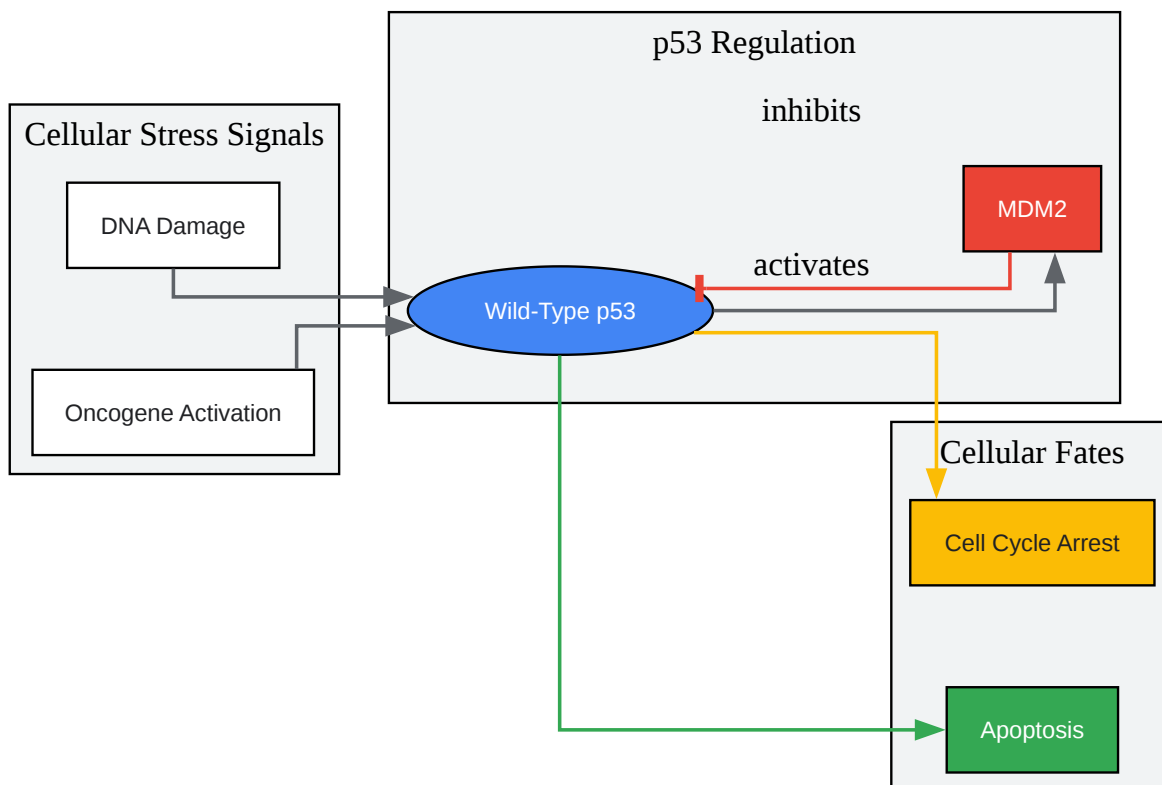 p53 Regulation
inhibits
Cellular Stress Signals
DNA Damage
MDM2
activates
Wild-Type p53
Oncogene Activation
Cellular Fates
Cell Cycle Arrest
Apoptosis